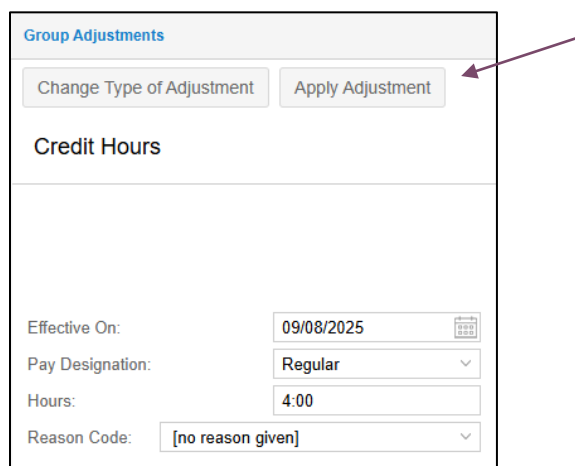 Group Adjustments
Change Type of Adjustment Apply Adjustment
Credit Hours
Effective On: 09/08/2025
Pay Designation: Regular
Hours: 4:00
Reason Code: [no reason given]